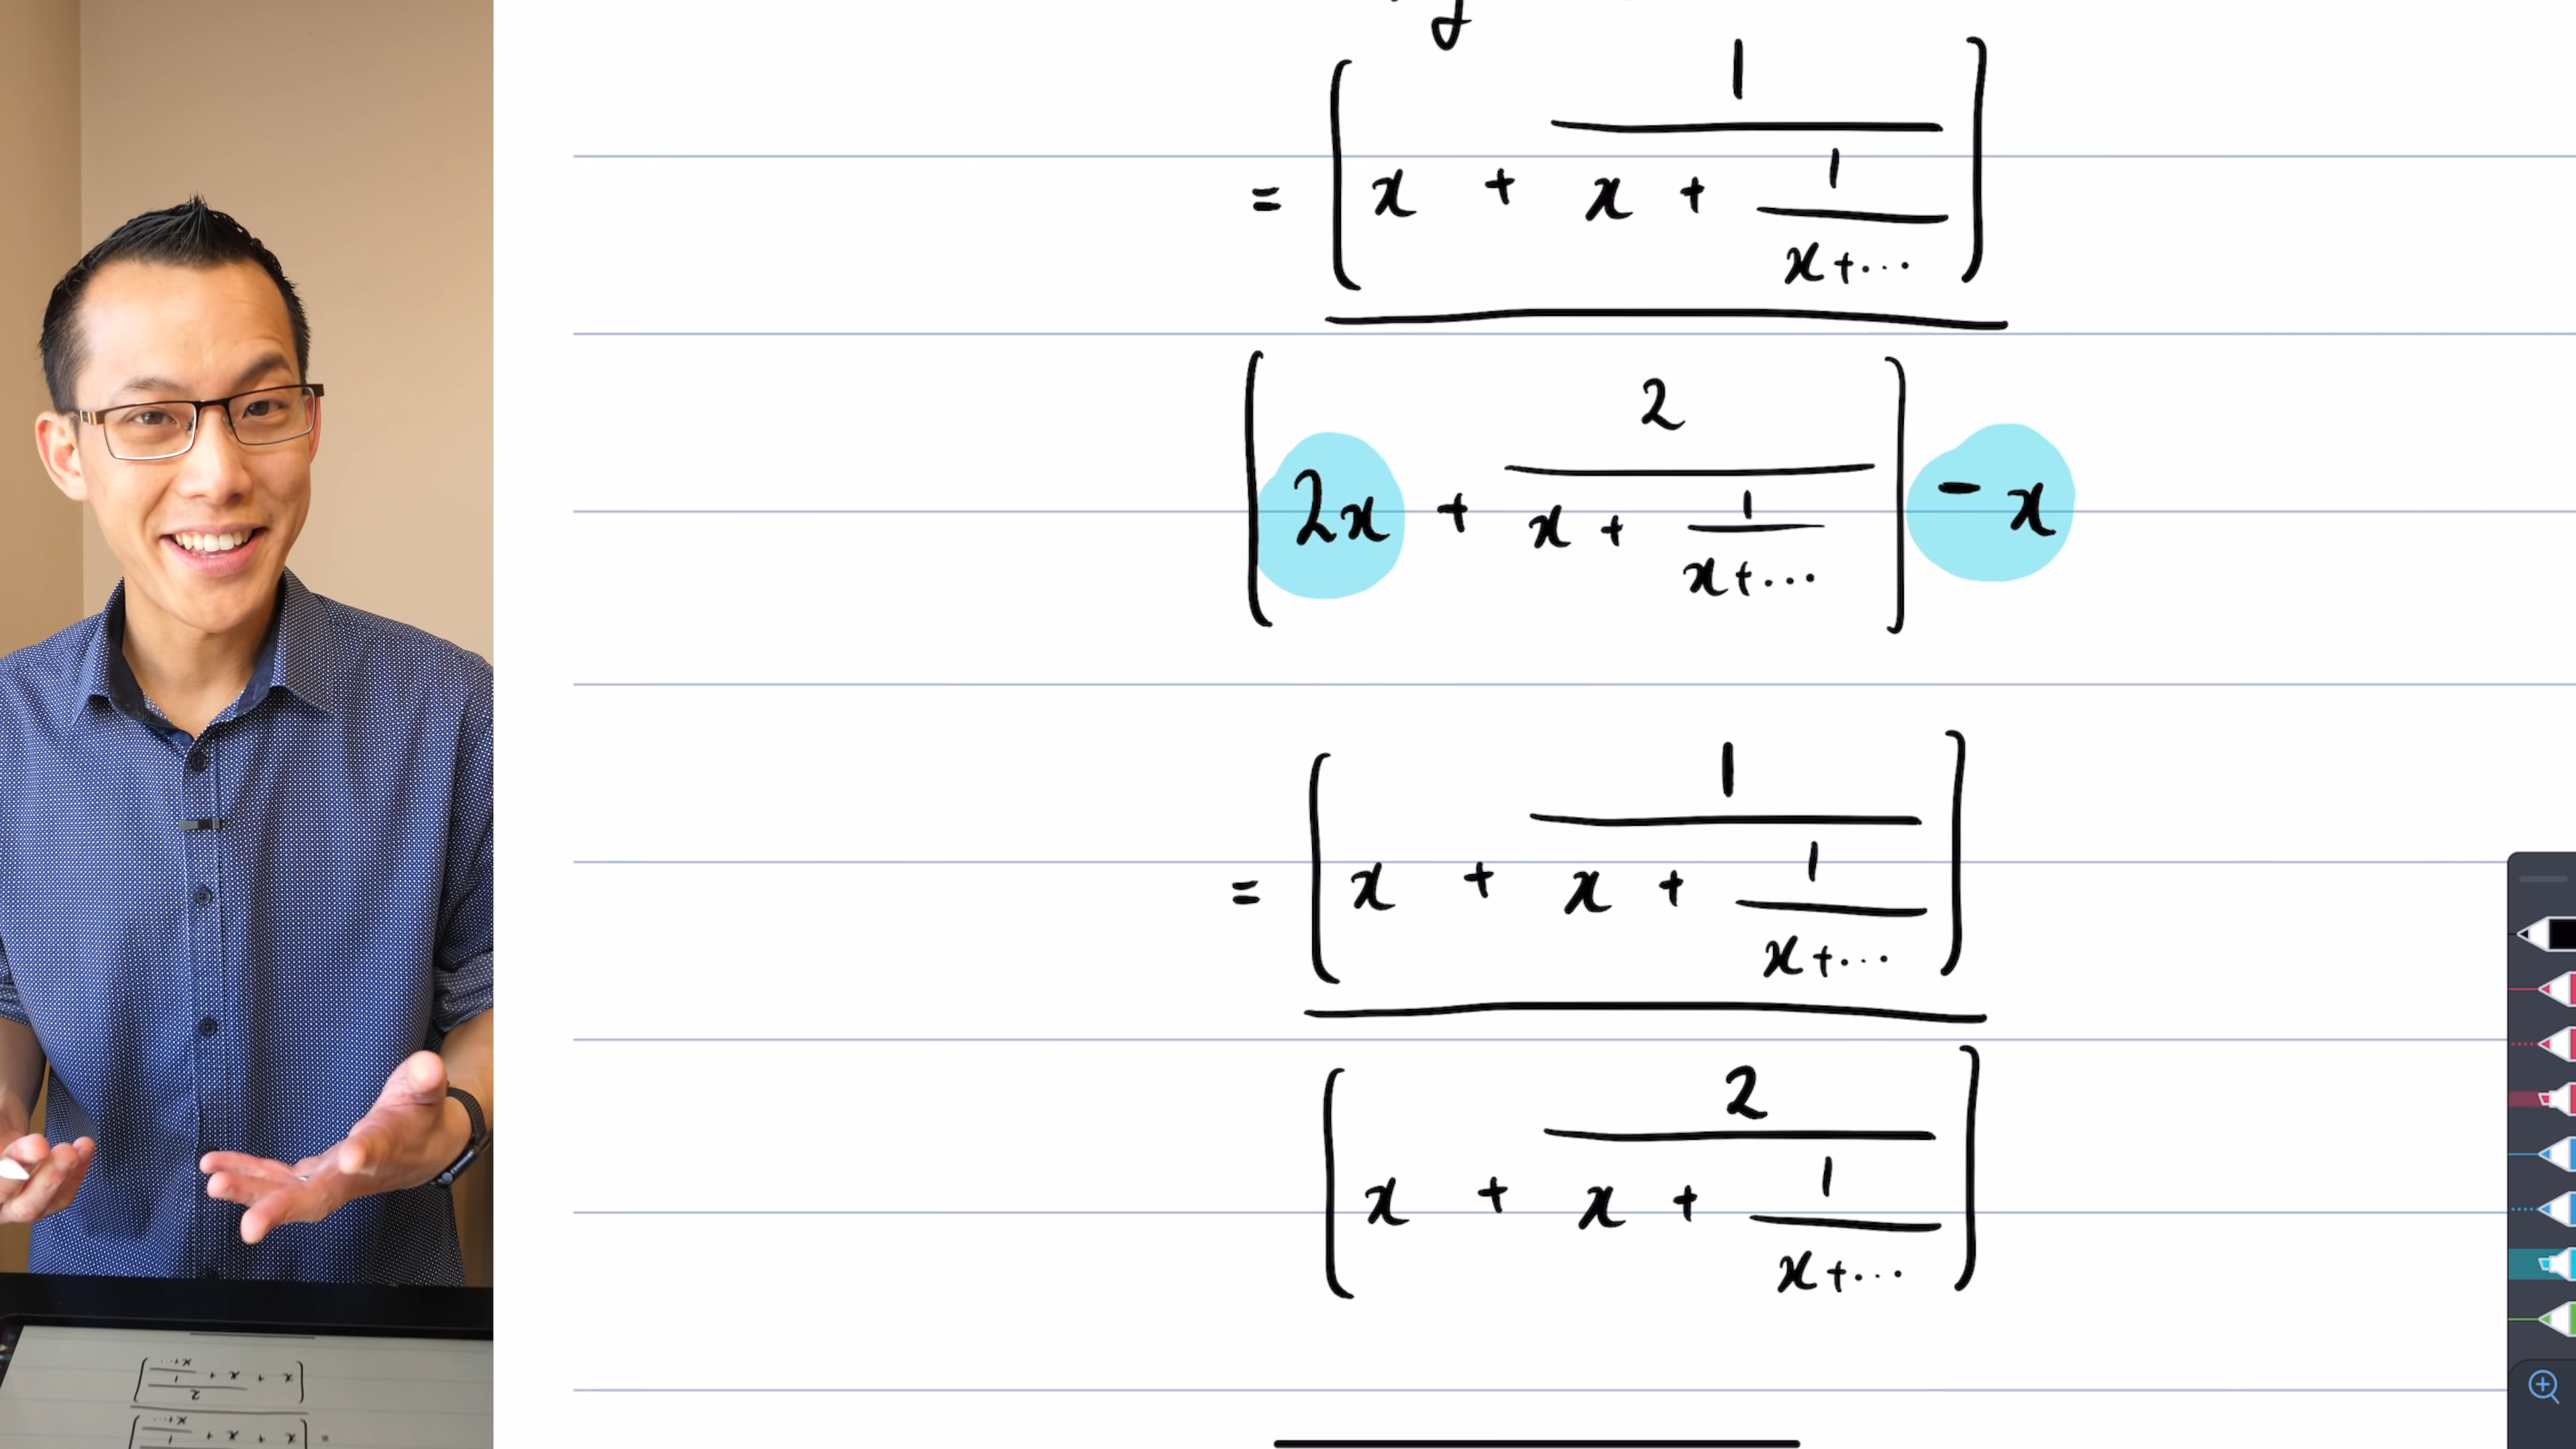 y
1
= [ x + x + 1 ]
x + ...
2
[ 2x + x + 1 ] - x
x + ...
1
= [ x + x + 1 ]
x + ...
2
[ x + x + 1 ]
x + ...